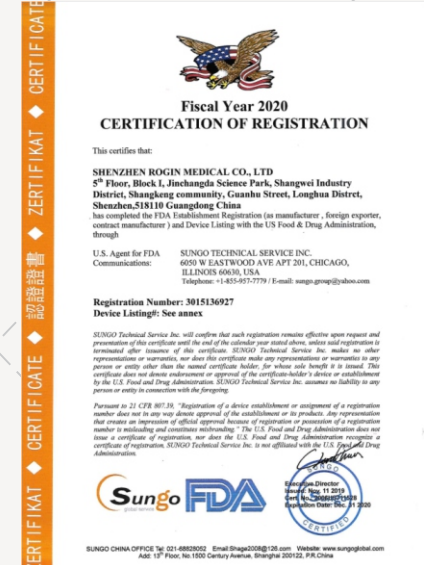 Fiscal Year 2020
CERTIFICATION OF REGISTRATION
This certifies that:
SHENZHEN ROGIN MEDICAL CO., LTD
5th Floor, Block I, Jinchangda Science Park, Shangwei Industry
District, Shangkeng community, Guanhu Street, Longhua Distret,
Shenzhen,518110 Guangdong China
has completed the FDA Establishment Registration (as manufacturer , foreign exporter,
contract manufacturer ) and Device Listing with the US Food & Drug Administration,
through
U.S. Agent for FDA
Communications:
SUNGO TECHNICAL SERVICE INC.
6050 W EASTWOOD AVE APT 201, CHICAGO,
ILLINOIS 60630, USA
Telephone: +1-855-957-7779 / E-mail: sungo.group@yahoo.com
Registration Number: 3015136927
Device Listing#: See annex
SUNGO Technical Service Inc. will confirm that such registration remains effective upon request and
presentation of this certificate until the end of the calendar year stated above, unless said registration is
terminated after issuance of this certificate. SUNGO Technical Service Inc. makes no other
representations or warranties, nor does this certificate make any representations or warranties to any
person or entity other than the named certificate holder, for whose sole benefit it is issued. This
certificate does not denote endorsement or approval of the certificate-holder's device or establishment
by the U.S. Food and Drug Administration. SUNGO Technical Service Inc. assumes no liability to any
person or entity in connection with the foregoing.
Pursuant to 21 CFR 807.39, "Registration of a device establishment or assignment of a registration
number does not in any way denote approval of the establishment or its products. Any representation
that creates an impression of official approval because of registration or possession of a registration
number is misleading and constitutes misbranding." The U.S. Food and Drug Administration does not
issue a certificate of registration, nor does the U.S. Food and Drug Administration recognize a
certificate of registration. SUNGO Technical Service Inc. is not affiliated with the U.S. Food and Drug
Administration.
Sungo
global service
FDA
SUNGO
Executive Director
Issued: Nov. 11 2019
Cert. No.
Expiration Date: Dec. 31 2020
CERTIFIED
SUNGO CHINA OFFICE Tel: 021-68828052 Email:Shage2008@126.com Website: www.sungoglobal.com
Add: 13th Floor, No.1500 Century Avenue, Shanghai 200122, P.R.China
ERTIFIKAT ◆ CERTIFICATE ◆ 認證證書 ◆ ZERTIFIKAT ◆ CERTIFICATE